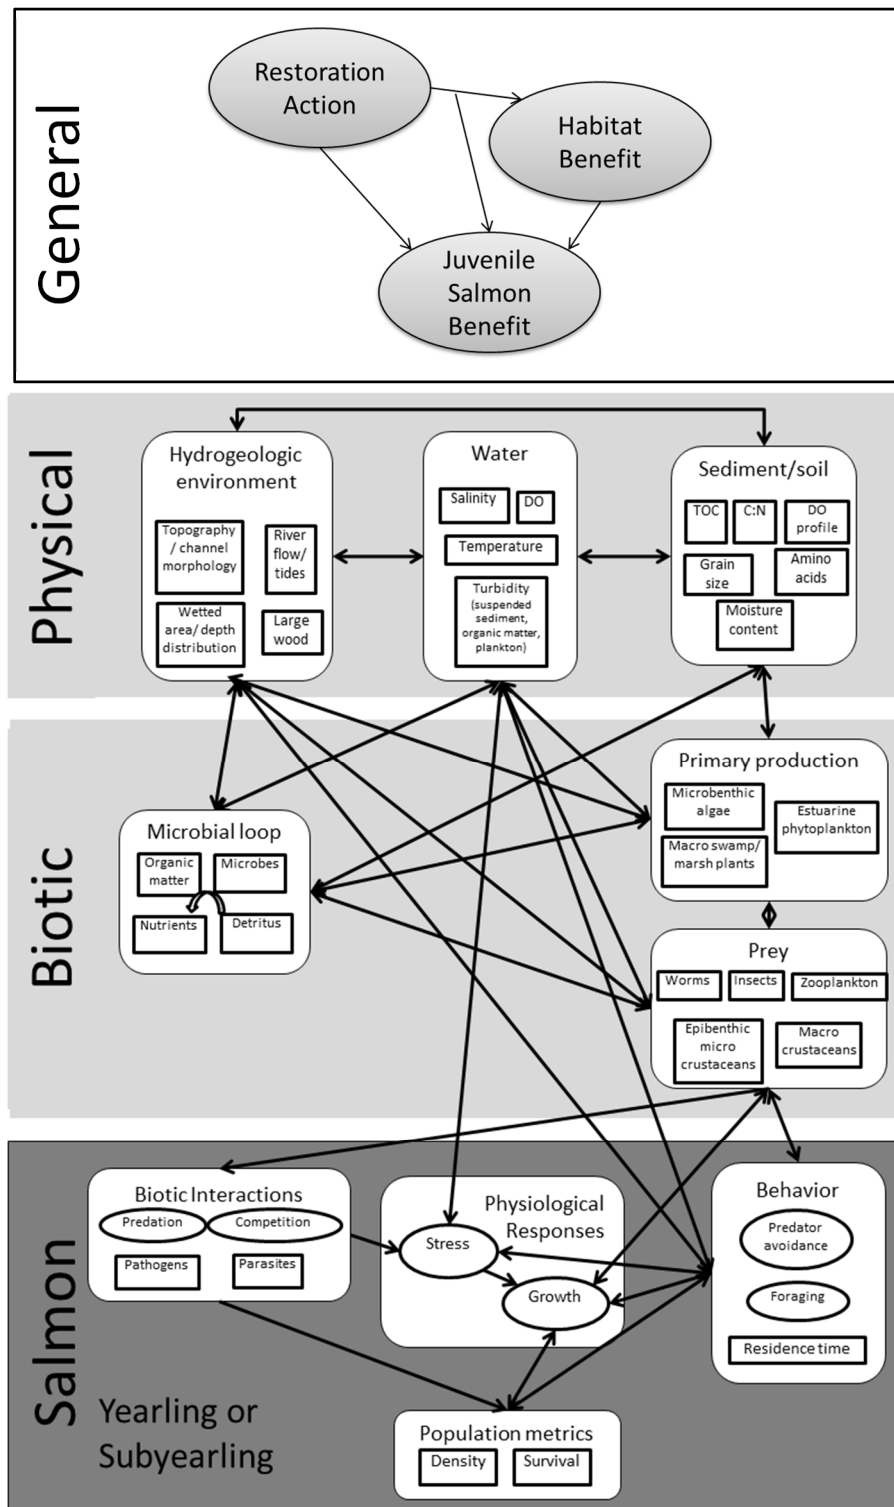 General
Restoration
Action
Habitat
Benefit
Juvenile
Salmon
Benefit
Physical
Hydrogeologic
environment
Topography
/ channel
morphology
River
flow/
tides
Wetted
area/ depth
distribution
Large
wood
Water
Salinity
DO
Temperature
Turbidity
(suspended
sediment,
organic matter,
plankton)
Sediment/soil
TOC
C:N
DO
profile
Grain
size
Amino
acids
Moisture
content
Biotic
Microbial loop
Organic
matter
Microbes
Nutrients
Detritus
Primary production
Microbenthic
algae
Estuarine
phytoplankton
Macro swamp/
marsh plants
Prey
Worms
Insects
Zooplankton
Epibenthic
micro
crustaceans
Macro
crustaceans
Salmon
Yearling or
Subyearling
Biotic Interactions
Predation
Competition
Pathogens
Parasites
Physiological
Responses
Stress
Growth
Behavior
Predator
avoidance
Foraging
Residence time
Population metrics
Density
Survival